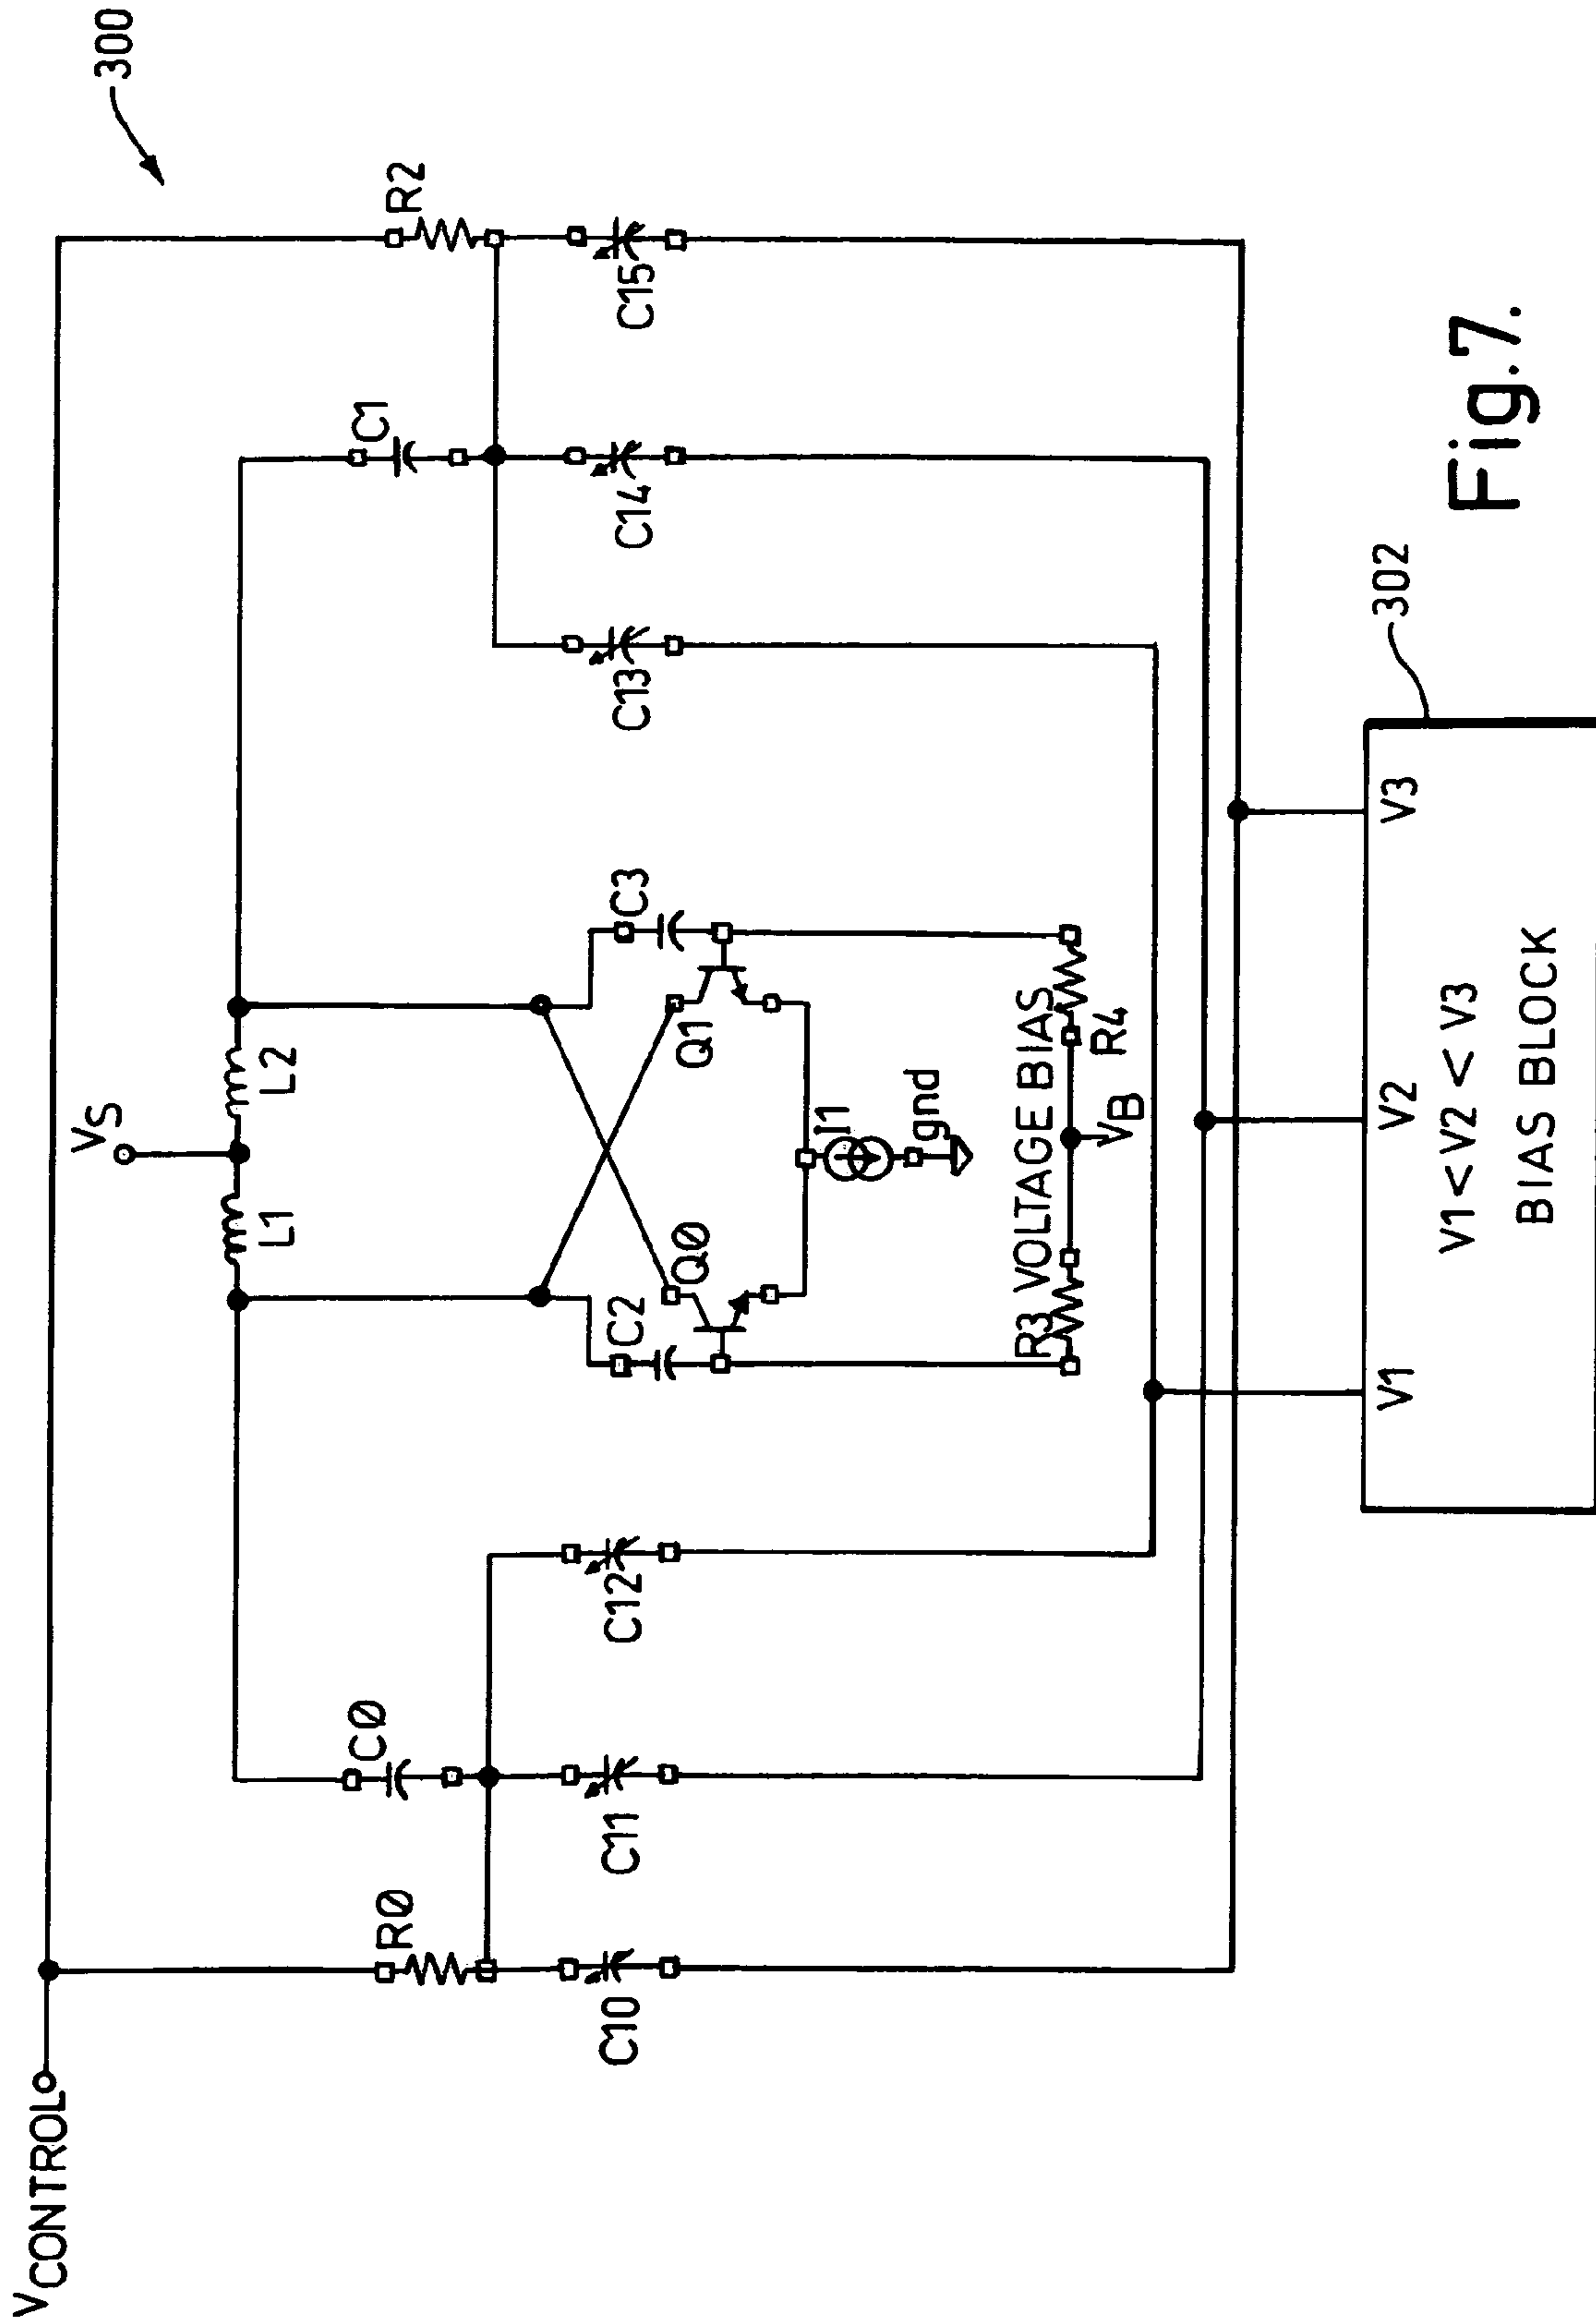 300
VCONTROL
VS
L1
L2
R0
C0
C1
R2
C10
C11
C12
C2
Q0
Q1
C3
C13
C14
C15
I1
gnd
R3
VOLTAGE BIAS
R4
VB
V1
V2
V3
V1 < V2 < V3
BIAS BLOCK
302
Fig.7.